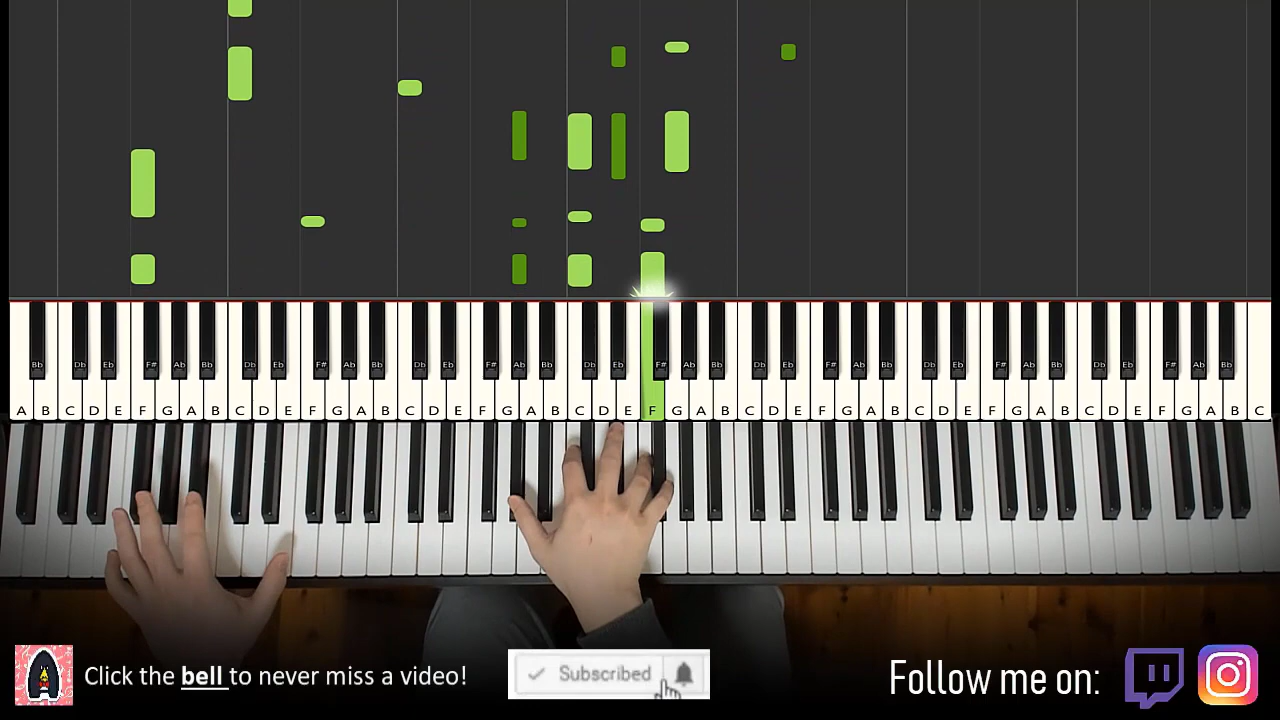 Bb Db Eb F# Ab Bb Db Eb F# Ab Bb Db Eb F# Ab Bb Db Eb F# Ab Bb Db Eb F# Ab Bb Db Eb F# Ab Bb Db Eb F# Ab Bb
A B C D E F G A B C D E F G A B C D E F G A B C D E F G A B C D E F G A B C D E F G A B C D E F G A B C
Click the bell to never miss a video!
Subscribed
Follow me on: